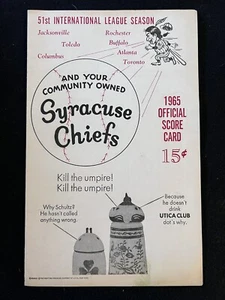 51st INTERNATIONAL LEAGUE SEASON
Jacksonville
Rochester
Toledo
Buffalo
Columbus
Atlanta
Toronto
AND YOUR
COMMUNITY OWNED
Syracuse
Chiefs
1965
OFFICIAL
SCORE
CARD
15¢
Kill the umpire!
Kill the umpire!
Why Schultz?
He hasn't called
anything wrong.
Because
he doesn't
drink
UTICA CLUB
dot's why.